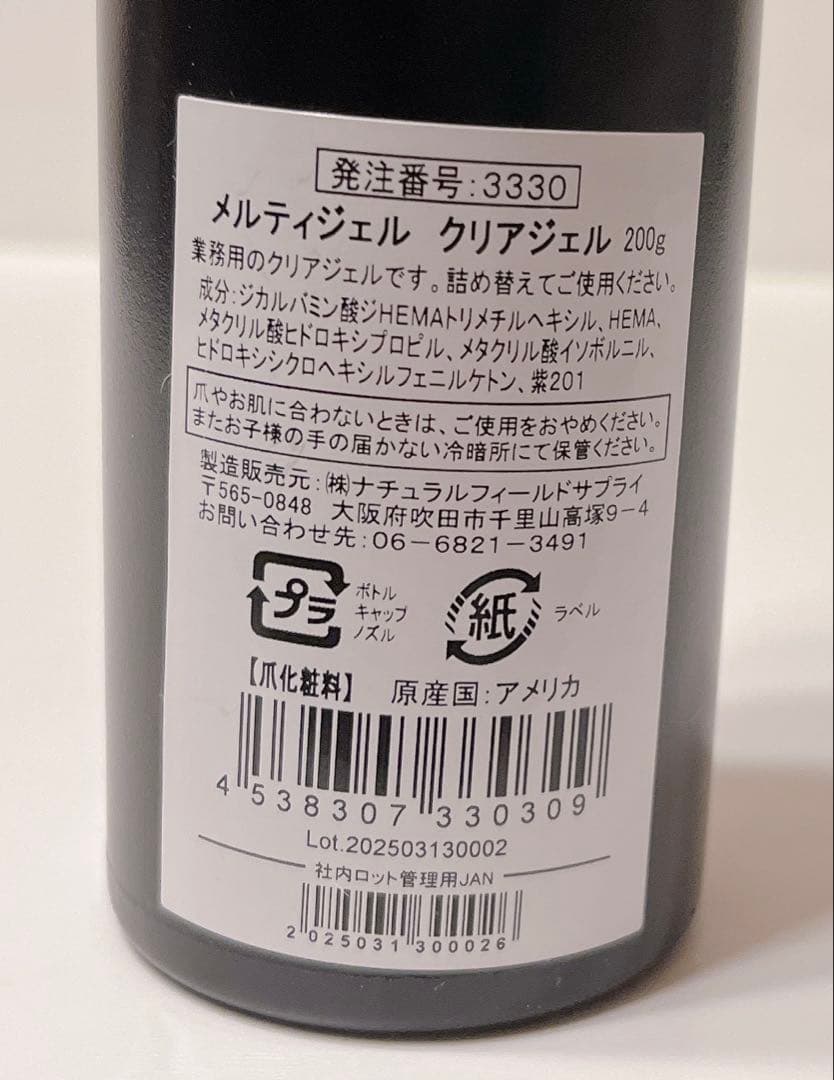 発注番号:3330
メルティジェル クリアジェル 200g
業務用のクリアジェルです。詰め替えてご使用ください。
成分:ジカルバミン酸ジHEMAトリメチルヘキシル、HEMA、
メタクリル酸ヒドロキシプロピル、メタクリル酸イソボルニル、
ヒドロキシシクロヘキシルフェニルケトン、紫201
爪やお肌に合わないときは、ご使用をおやめください。
またお子様の手の届かない冷暗所にて保管ください。
製造販売元:㈱ナチュラルフィールドサプライ
〒565-0848 大阪府吹田市千里山高塚9-4
お問い合わせ先:06-6821-3491
プラ
ボトル
キャップ
ノズル
紙
ラベル
【爪化粧料】 原産国:アメリカ
4 538307 330309
Lot.202503130002
社内ロット管理用JAN
2 025031 300026